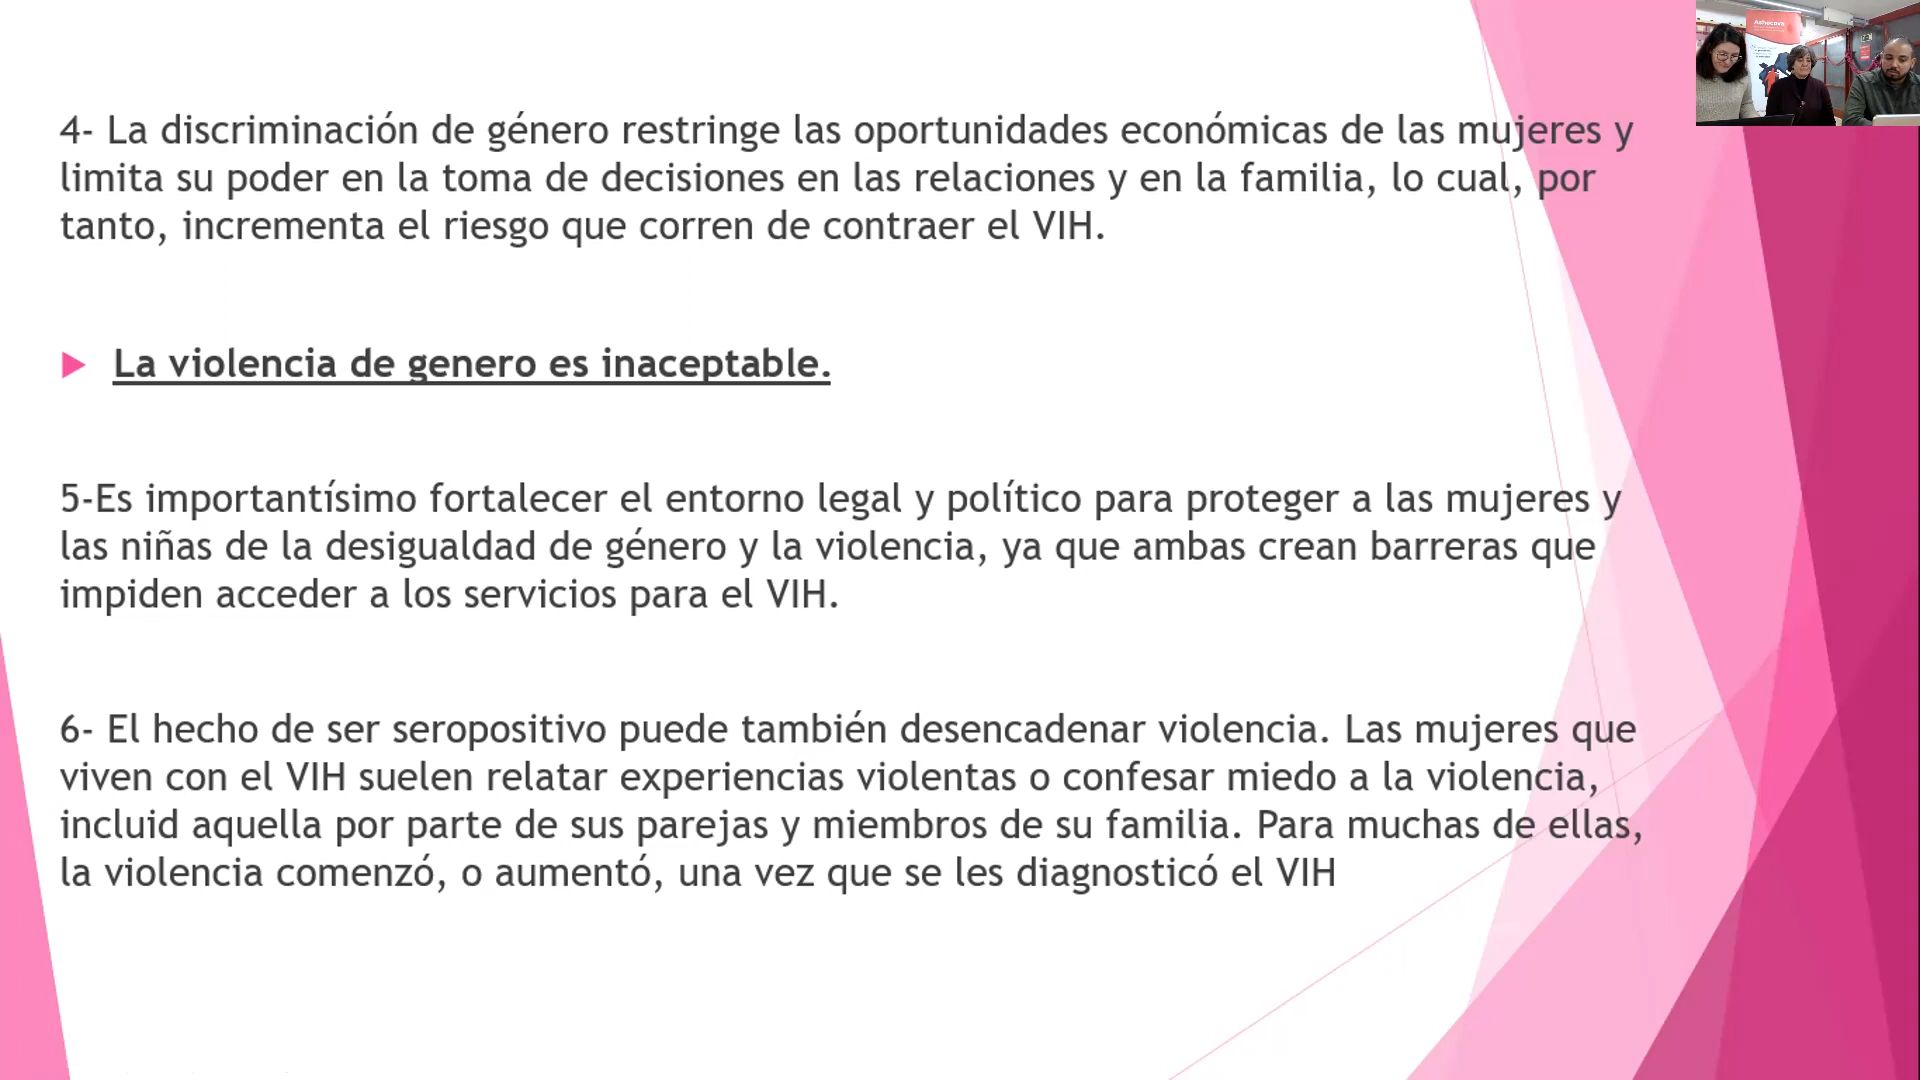 4- La discriminación de género restringe las oportunidades económicas de las mujeres y
limita su poder en la toma de decisiones en las relaciones y en la familia, lo cual, por
tanto, incrementa el riesgo que corren de contraer el VIH.
La violencia de genero es inaceptable.
5-Es importantísimo fortalecer el entorno legal y político para proteger a las mujeres y
las niñas de la desigualdad de género y la violencia, ya que ambas crean barreras que
impiden acceder a los servicios para el VIH.
6- El hecho de ser seropositivo puede también desencadenar violencia. Las mujeres que
viven con el VIH suelen relatar experiencias violentas o confesar miedo a la violencia,
incluid aquella por parte de sus parejas y miembros de su familia. Para muchas de ellas,
la violencia comenzó, o aumentó, una vez que se les diagnosticó el VIH